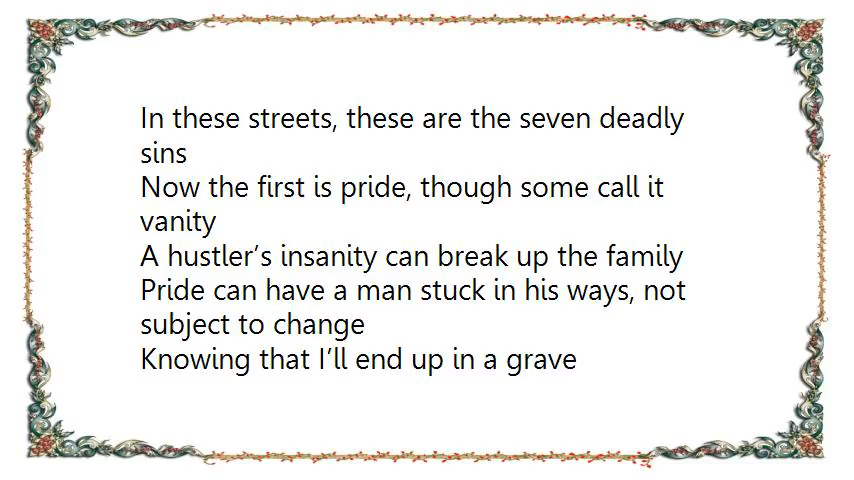 In these streets, these are the seven deadly
sins
Now the first is pride, though some call it
vanity
A hustler’s insanity can break up the family
Pride can have a man stuck in his ways, not
subject to change
Knowing that I’ll end up in a grave